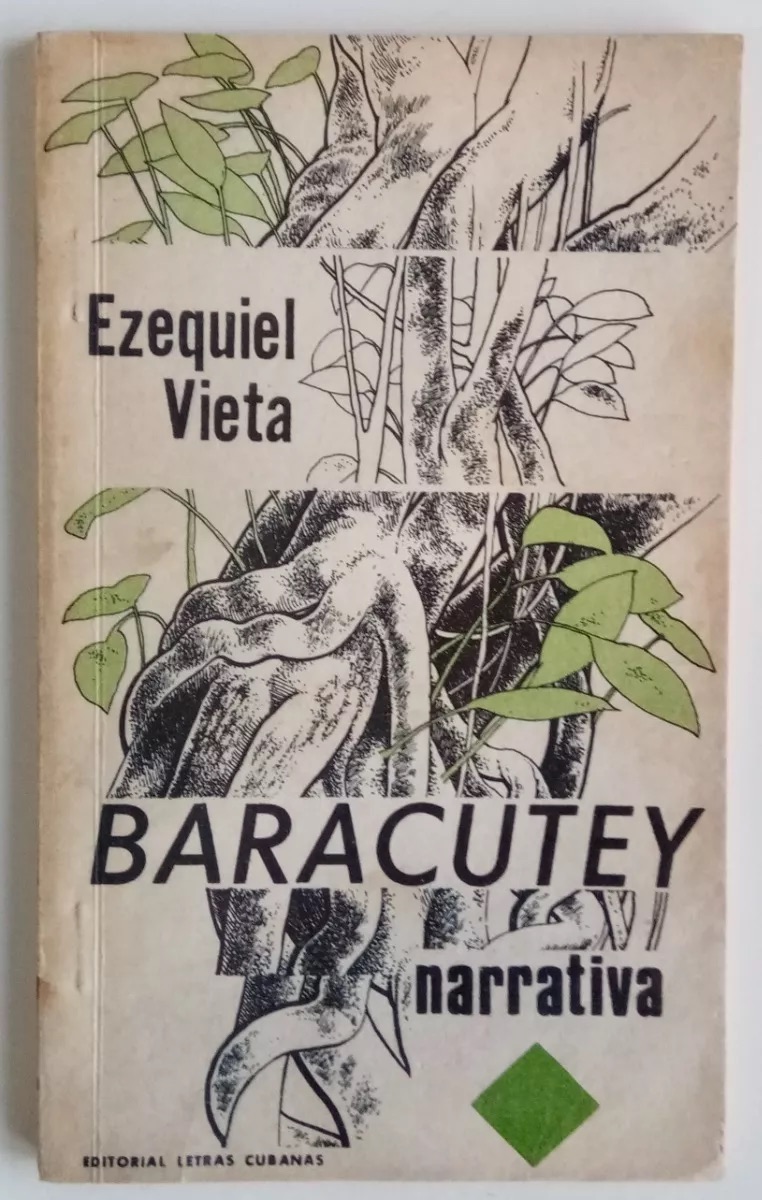 Ezequiel
Vieta
BARACUTEY
narrativa
EDITORIAL LETRAS CUBANAS